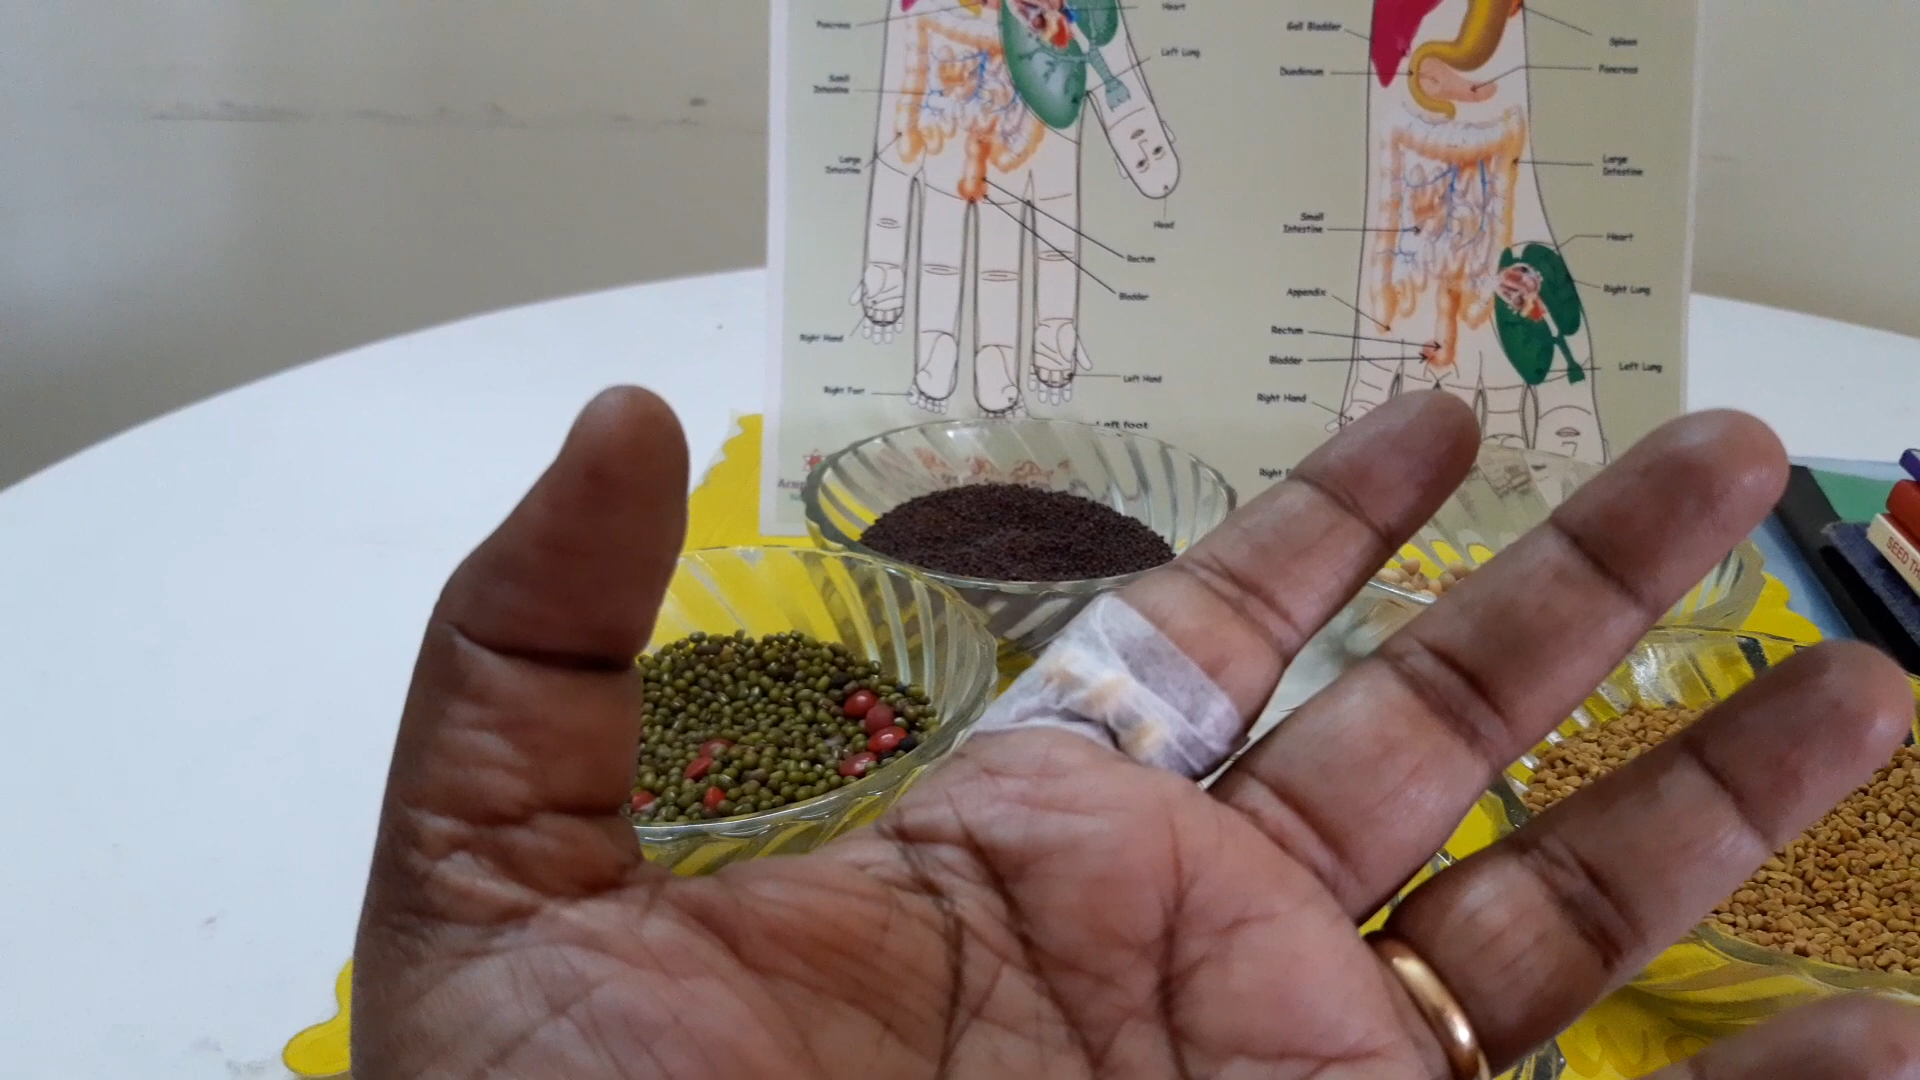 Pancreas
Small
Intestine
Large
Intestine
Right Hand
Right Foot
Heart
Left Lung
Head
Rectum
Bladder
Left Hand
Left foot
Gall Bladder
Duodenum
Small
Intestine
Appendix
Rectum
Bladder
Right Hand
Right
Spleen
Pancreas
Large
Intestine
Heart
Right Lung
Left Lung
SEED TH